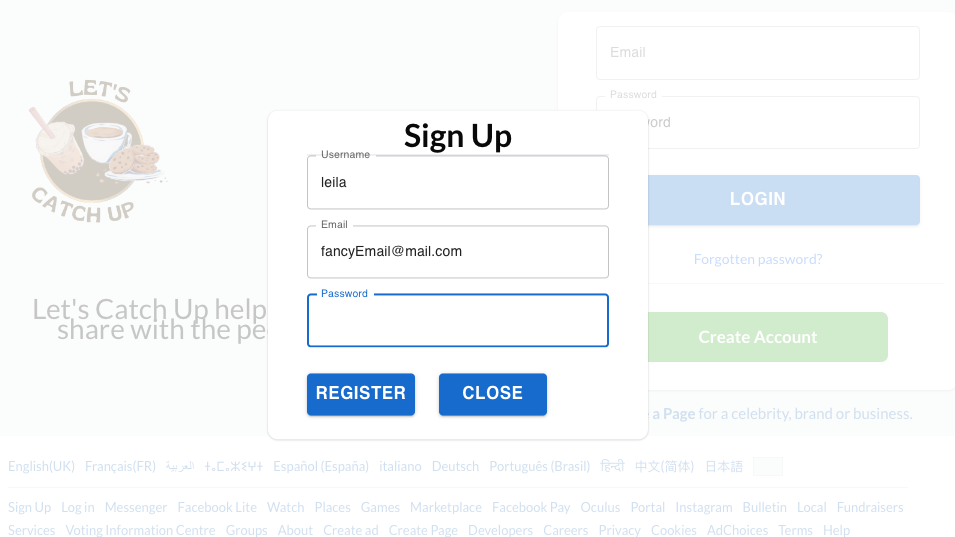 LET'S
CATCH UP
Let's Catch Up help
share with the pe
Email
Password
ord
LOGIN
Forgotten password?
Create Account
a Page for a celebrity, brand or business.
Sign Up
Username
leila
Email
fancyEmail@mail.com
Password
REGISTER CLOSE
English(UK) Français(FR) العربية ⵜⴰⵎⴰⵣⵉⵖⵜ Español (España) italiano Deutsch Português (Brasil) हिन्दी 中文(简体) 日本語
Sign Up Log in Messenger Facebook Lite Watch Places Games Marketplace Facebook Pay Oculus Portal Instagram Bulletin Local Fundraisers
Services Voting Information Centre Groups About Create ad Create Page Developers Careers Privacy Cookies AdChoices Terms Help